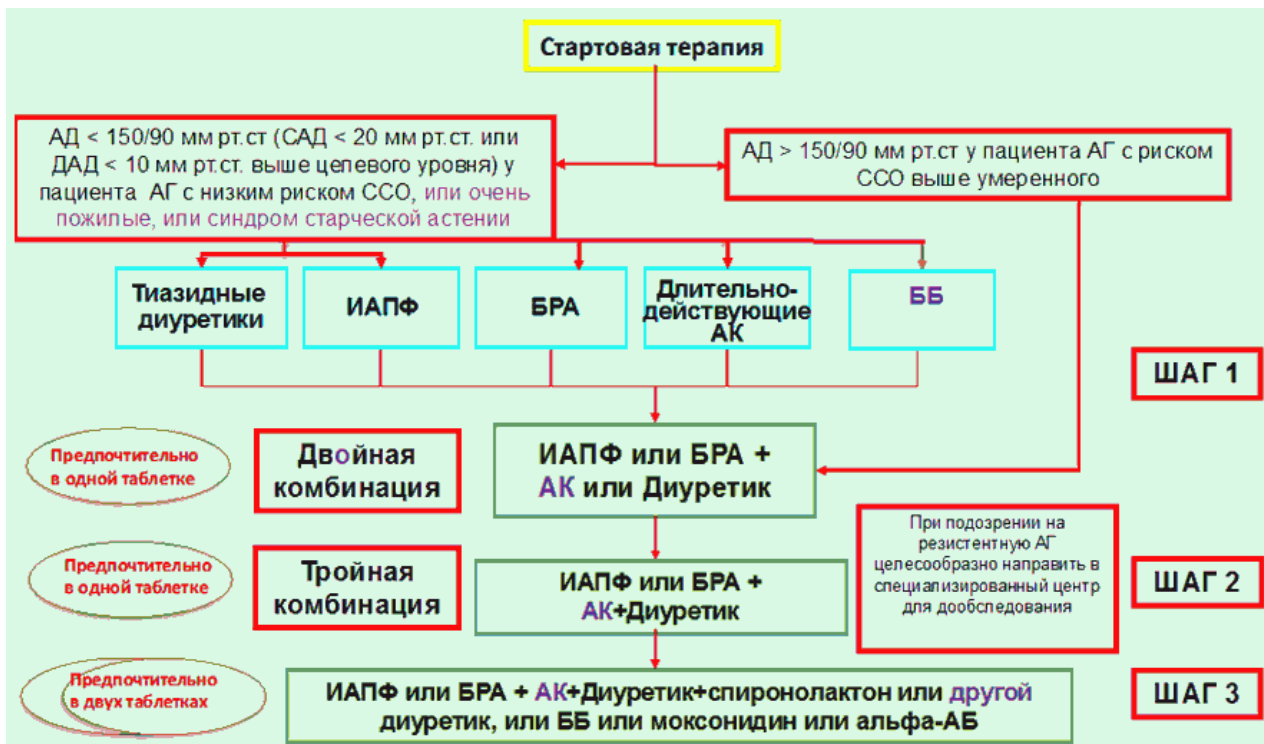 Стартовая терапия
АД < 150/90 мм рт.ст (САД < 20 мм рт.ст. или
ДАД < 10 мм рт.ст. выше целевого уровня) у
пациента АГ с низким риском ССО, или очень
пожилые, или синдром старческой астении
АД > 150/90 мм рт.ст у пациента АГ с риском
ССО выше умеренного
Тиазидные
диуретики
ИАПФ
БРА
Длительно-
действующие
АК
ББ
ШАГ 1
Предпочтительно
в одной таблетке
Двойная
комбинация
ИАПФ или БРА +
АК или Диуретик
Предпочтительно
в одной таблетке
Тройная
комбинация
ИАПФ или БРА +
АК+Диуретик
При подозрении на
резистентную АГ
целесообразно направить в
специализированный центр
для дообследования
ШАГ 2
Предпочтительно
в двух таблетках
ИАПФ или БРА + АК+Диуретик+спиронолактон или другой
диуретик, или ББ или моксонидин или альфа-АБ
ШАГ 3